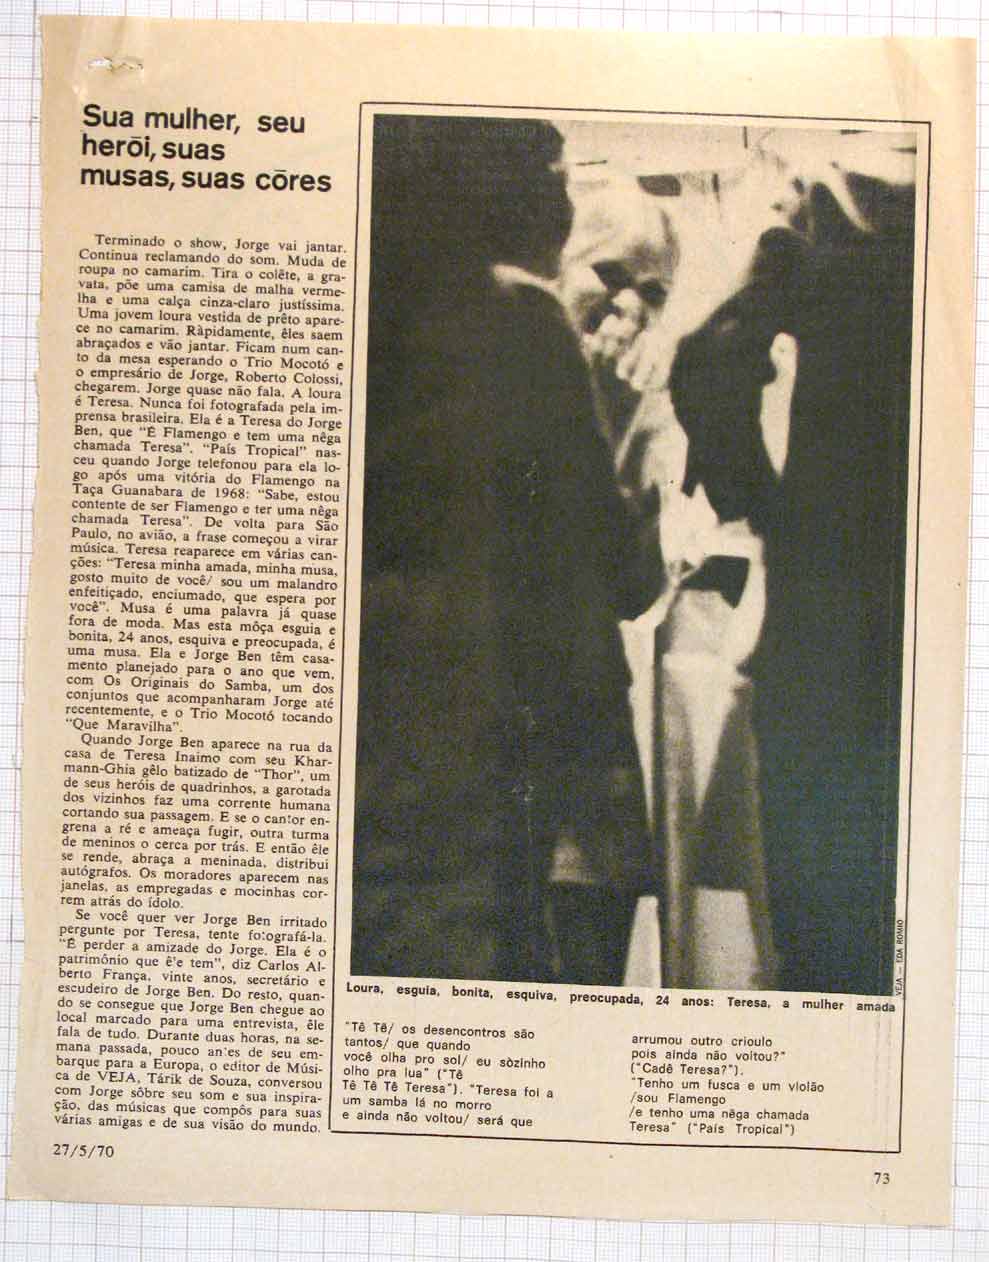 Sua mulher, seu
herōi, suas
musas, suas cōres
Terminado o show, Jorge vai jantar.
Continua reclamando do som. Muda de
roupa no camarim. Tira o colête, a gra-
vata, põe uma camisa de malha verme-
lha e uma calça cinza-claro justíssima.
Uma jovem loura vestida de prêto apare-
ce no camarim. Ràpidamente, êles saem
abraçados e vão jantar. Ficam num can-
to da mesa esperando o Trio Mocotó e
o empresário de Jorge, Roberto Colossi,
chegarem. Jorge quase não fala. A loura
é Teresa. Nunca foi fotografada pela im-
prensa brasileira. Ela é a Teresa do Jorge
Ben, que "É Flamengo e tem uma nêga
chamada Teresa". "País Tropical" nas-
ceu quando Jorge telefonou para ela lo-
go após uma vitória do Flamengo na
Taça Guanabara de 1968: "Sabe, estou
contente de ser Flamengo e ter uma nêga
chamada Teresa". De volta para São
Paulo, no avião, a frase começou a virar
música. Teresa reaparece em várias can-
ções: "Teresa minha amada, minha musa,
gosto muito de você/ sou um malandro
enfeitiçado, enciumado, que espera por
você". Musa é uma palavra já quase
fora de moda. Mas esta môça esguia e
bonita, 24 anos, esquiva e preocupada, é
uma musa. Ela e Jorge Ben têm casa-
mento planejado para o ano que vem,
com Os Originais do Samba, um dos
conjuntos que acompanharam Jorge até
recentemente, e o Trio Mocotó tocando
"Que Maravilha".
Quando Jorge Ben aparece na rua da
casa de Teresa Inaimo com seu Khar-
mann-Ghia gêlo batizado de "Thor", um
de seus heróis de quadrinhos, a garotada
dos vizinhos faz uma corrente humana
cortando sua passagem. E se o cantor en-
grena a ré e ameaça fugir, outra turma
de meninos o cerca por trás. E então êle
se rende, abraça a meninada, distribui
autógrafos. Os moradores aparecem nas
janelas, as empregadas e mocinhas cor-
rem atrás do ídolo.
Se você quer ver Jorge Ben irritado
pergunte por Teresa, tente fotografá-la.
"É perder a amizade do Jorge. Ela é o
patrimônio que êle tem", diz Carlos Al-
berto França, vinte anos, secretário e
escudeiro de Jorge Ben. Do resto, quan-
do se consegue que Jorge Ben chegue ao
local marcado para uma entrevista, êle
fala de tudo. Durante duas horas, na se-
mana passada, pouco antes de seu em-
barque para a Europa, o editor de Músi-
ca de VEJA, Tárik de Souza, conversou
com Jorge sôbre seu som e sua inspira-
ção, das músicas que compôs para suas
várias amigas e de sua visão do mundo.
VEJA — EDA ROMIO
Loura, esguia, bonita, esquiva, preocupada, 24 anos: Teresa, a mulher amada
"Tê Tê/ os desencontros são
tantos/ que quando
você olha pro sol/ eu sòzinho
olho pra lua" ("Tê
Tê Tê Tê Teresa"). "Teresa foi a
um samba lá no morro
e ainda não voltou/ será que
arrumou outro crioulo
pois ainda não voltou?"
("Cadê Teresa?").
"Tenho um fusca e um violão
/sou Flamengo
/e tenho uma nêga chamada
Teresa" ("País Tropical")
27/5/70
73